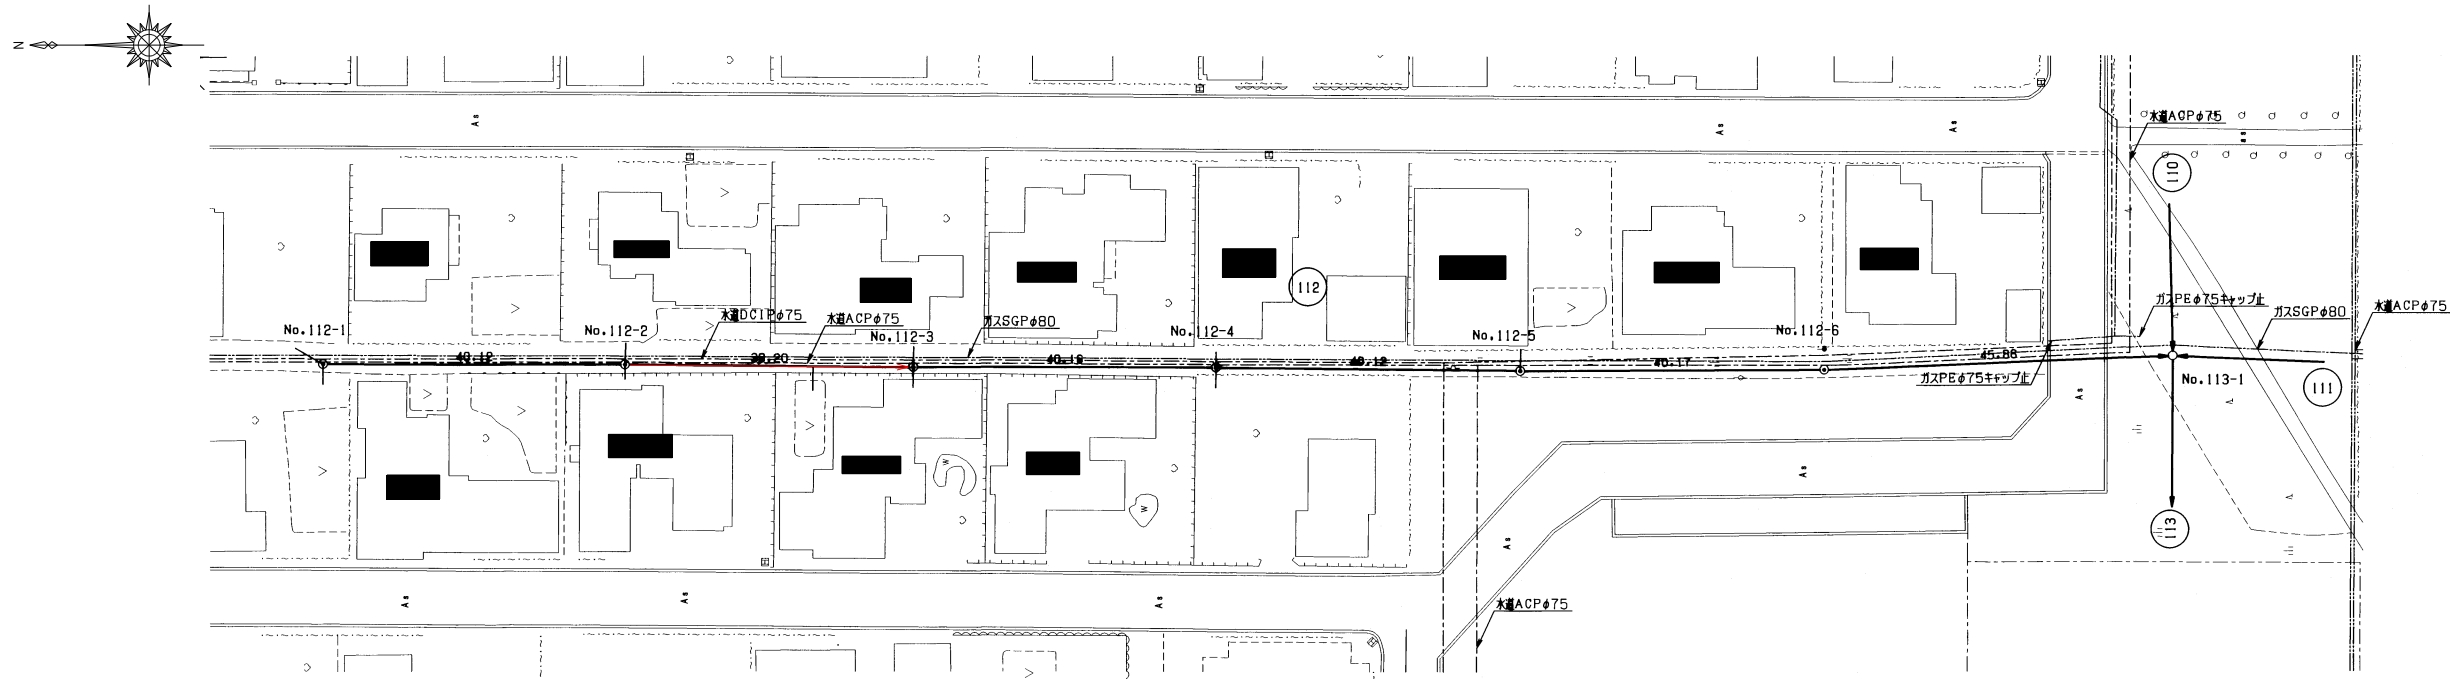 N
As
As
As
水道ACPφ75
As
110
112
ガスPEφ75キャップ止
ガスSGPφ80
水道ACPφ75
No.112-1
No.112-2
水道DCIPφ75
水道ACPφ75
No.112-3
ガスSGPφ80
No.112-4
No.112-5
No.112-6
40.12
40.12
40.17
45.86
ガスPEφ75キャップ止
No.113-1
111
As
W
W
As
As
113
As
As
As
水道ACPφ75